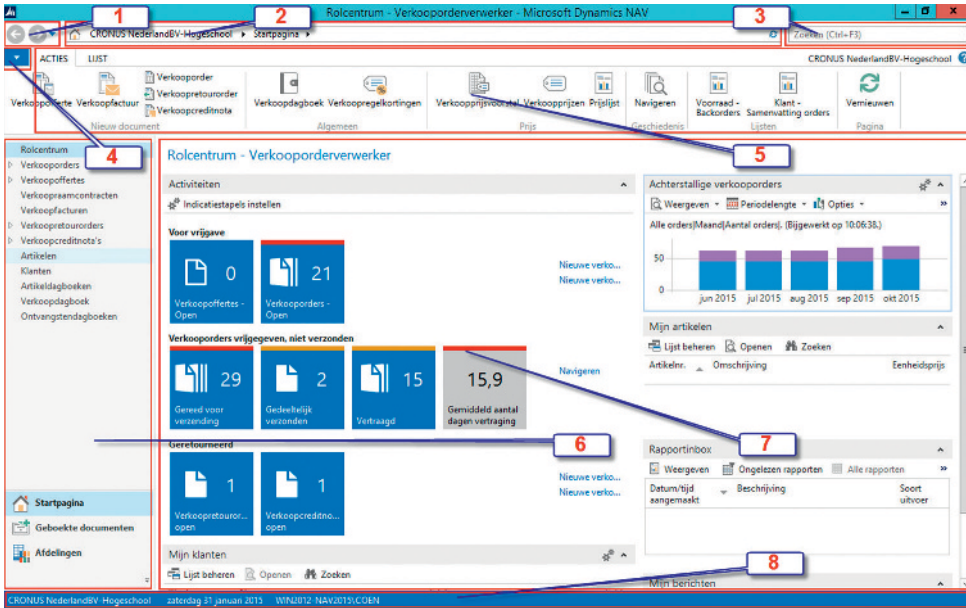 Rolcentrum - Verkooporderverwerker - Microsoft Dynamics NAV
1
2
3
CRONUS NederlandBV-Hogeschool
Startpagina
Zoeken (Ctrl+F3)
ACTIES
LIJST
CRONUS NederlandBV-Hogeschool
Verkoopofferte
Verkoopfactuur
Verkooporder
Verkoopretourorder
Verkoopcreditnota
Nieuw document
Verkoopdagboek
Verkoopregelkortingen
Algemeen
Verkoopprijsvoorstel
Verkoopprijzen
Prijslijst
Prijs
Navigeren
Geschiedenis
Voorraad - Backorders
Klant - Samenvatting orders
Lijsten
Vernieuwen
Pagina
4
5
Rolcentrum
Verkooporders
Verkoopoffertes
Verkoopraamcontracten
Verkoopfacturen
Verkoopretourorders
Verkoopcreditnota's
Artikelen
Klanten
Artikeldagboeken
Verkoopdagboek
Ontvangstendagboeken
Startpagina
Geboekte documenten
Afdelingen
Rolcentrum - Verkooporderverwerker
Activiteiten
Indicatiestapels instellen
Voor vrijgave
0
Verkoopoffertes - Open
21
Verkooporders - Open
Nieuwe verko...
Nieuwe verko...
Verkooporders vrijgegeven, niet verzonden
29
Gereed voor verzending
2
Gedeeltelijk verzonden
15
Vertraagd
15,9
Gemiddeld aantal dagen vertraging
Navigeren
Geretourneerd
6
1
Verkoopretouror... open
1
Verkoopcreditno... open
Nieuwe verko...
Nieuwe verko...
Mijn klanten
Lijst beheren
Openen
Zoeken
Achterstallige verkooporders
Weergeven
Periodelengte
Opties
Alle orders|Maand|Aantal orders|. (Bijgewerkt op 10:06:38.)
50
0
jun 2015
jul 2015
aug 2015
sep 2015
okt 2015
Mijn artikelen
Lijst beheren
Openen
Zoeken
Artikelnr.
Omschrijving
Eenheidsprijs
7
Rapportinbox
Weergeven
Ongelezen rapporten
Alle rapporten
Datum/tijd aangemaakt
Beschrijving
Soort uitvoer
8
Mijn berichten
CRONUS NederlandBV-Hogeschool
zaterdag 31 januari 2015
WIN2012-NAV2015\COEN